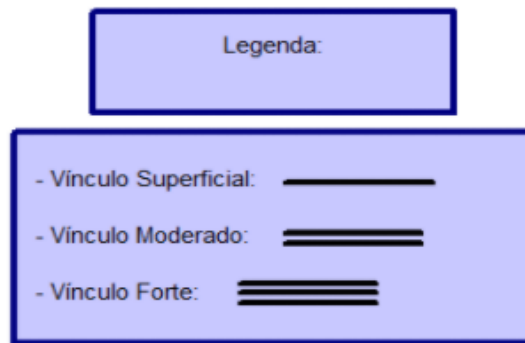 Legenda:
- Vínculo Superficial:
- Vínculo Moderado:
- Vínculo Forte: